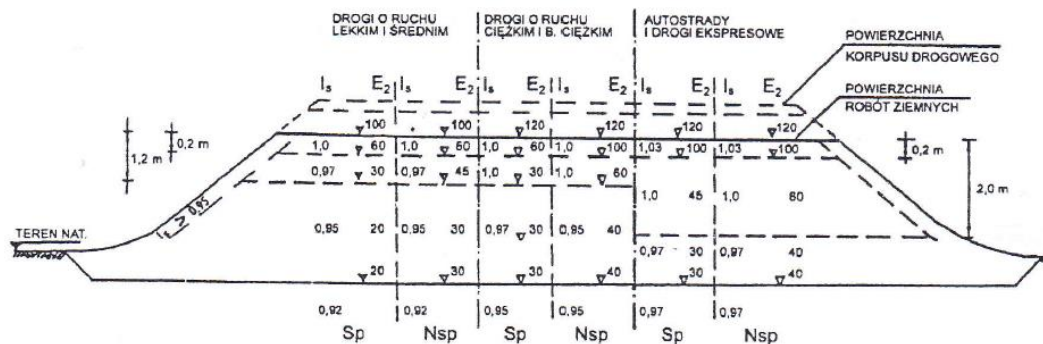 DROGI O RUCHU DROGI O RUCHU AUTOSTRADY
LEKKIM I ŚREDNIM CIĘŻKIM I B. CIĘŻKIM I DROGI EKSPRESOWE
POWIERZCHNIA
KORPUSU DROGOWEGO
Is E2 Is E2 Is E2 Is E2 Is E2 Is E2
POWIERZCHNIA
ROBÓT ZIEMNYCH
100 100 120 120 120 120
1,2 m 0,2 m 1,0 60 1,0 60 1,0 60 1,0 100 1,03 100 1,03 100 0,2 m
0,97 30 0,97 45 1,0 30 1,0 60
1,0 45 1,0 60 2,0 m
Is > 0,95
TEREN NAT. 0,95 20 0,95 30 0,97 30 0,95 40
0,97 30 0,97 40
20 30 30 40 30 40
0,92 0,92 0,95 0,95 0,97 0,97
Sp Nsp Sp Nsp Sp Nsp